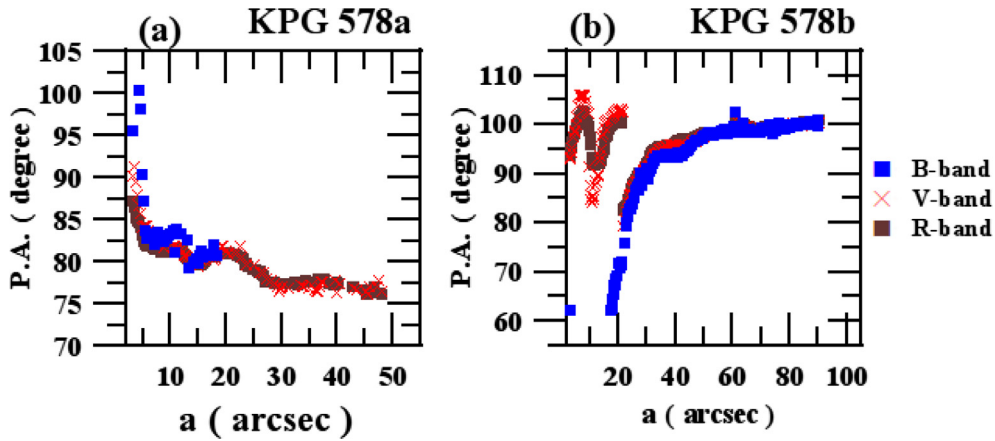 (a) KPG 578a
105
100
95
90
85
80
75
70
P.A. ( degree )
10 20 30 40 50
a ( arcsec )
(b) KPG 578b
110
100
90
80
70
60
P.A. ( degree )
20 40 60 80 100
a ( arcsec )
B-band
V-band
R-band